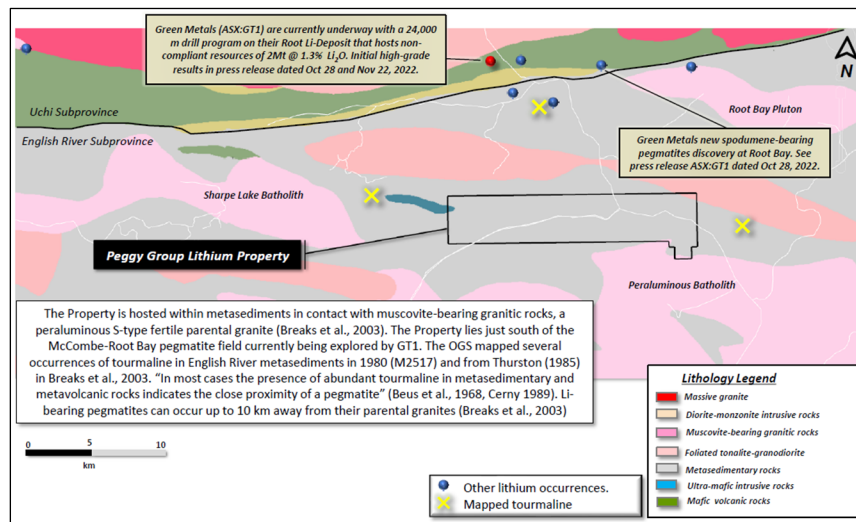 Green Metals (ASX:GT1) are currently underway with a 24,000
m drill program on their Root Li-Deposit that hosts non-
compliant resources of 2Mt @ 1.3% Li₂O. Initial high-grade
results in press release dated Oct 28 and Nov 22, 2022.
N
Uchi Subprovince
English River Subprovince
Root Bay Pluton
Green Metals new spodumene-bearing
pegmatites discovery at Root Bay. See
press release ASX:GT1 dated Oct 28, 2022.
Sharpe Lake Batholith
Peggy Group Lithium Property
Peraluminous Batholith
The Property is hosted within metasediments in contact with muscovite-bearing granitic rocks, a
peraluminous S-type fertile parental granite (Breaks et al., 2003). The Property lies just south of the
McCombe-Root Bay pegmatite field currently being explored by GT1. The OGS mapped several
occurrences of tourmaline in English River metasediments in 1980 (M2517) and from Thurston (1985)
in Breaks et al., 2003. “In most cases the presence of abundant tourmaline in metasedimentary and
metavolcanic rocks indicates the close proximity of a pegmatite” (Beus et al., 1968, Cerny 1989). Li-
bearing pegmatites can occur up to 10 km away from their parental granites (Breaks et al., 2003)
Lithology Legend
Massive granite
Diorite-monzonite intrusive rocks
Muscovite-bearing granitic rocks
Foliated tonalite-granodiorite
Metasedimentary rocks
Ultra-mafic intrusive rocks
Mafic volcanic rocks
0 5 10
km
Other lithium occurrences.
Mapped tourmaline